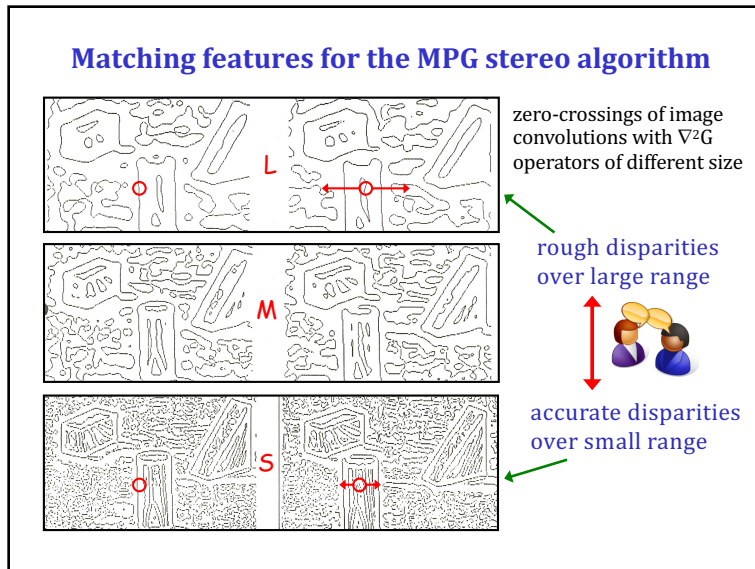 Matching features for the MPG stereo algorithm
zero-crossings of image
convolutions with ∇²G
operators of different size
L
rough disparities
over large range
M
accurate disparities
over small range
S